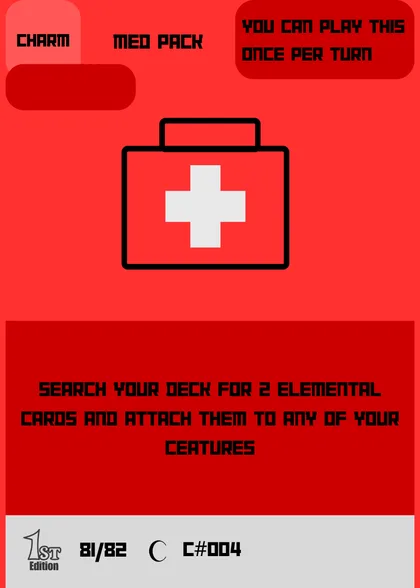 CHARM
MED PACK
YOU CAN PLAY THIS
ONCE PER TURN
SEARCH YOUR DECK FOR 2 ELEMENTAL
CARDS AND ATTACH THEM TO ANY OF YOUR
CEATURES
1ST
Edition
81/82
C
C#004